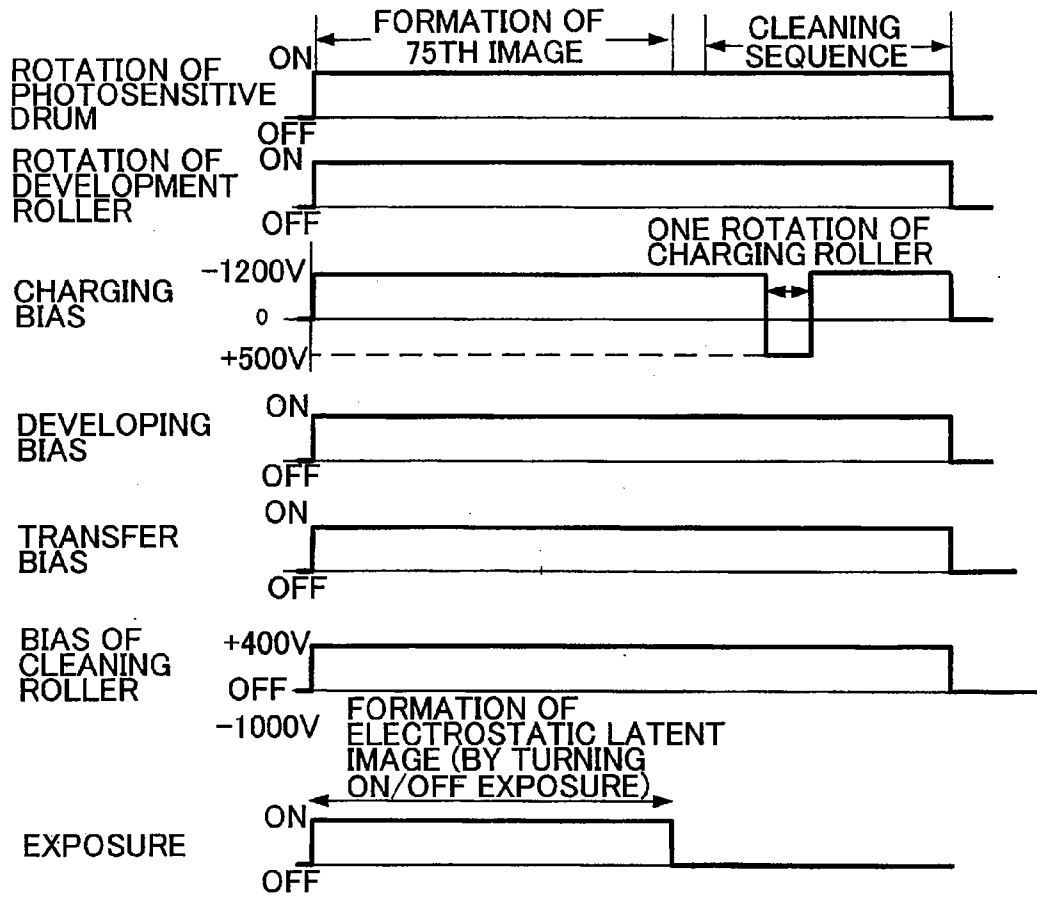 FORMATION OF
75TH IMAGE
CLEANING
SEQUENCE
ROTATION OF
PHOTOSENSITIVE
DRUM
ON
OFF
ROTATION OF
DEVELOPMENT
ROLLER
ON
OFF
ONE ROTATION OF
CHARGING ROLLER
CHARGING
BIAS
−1200V
0
+500V
DEVELOPING
BIAS
ON
OFF
TRANSFER
BIAS
ON
OFF
BIAS OF
CLEANING
ROLLER
+400V
OFF
−1000V
FORMATION OF
ELECTROSTATIC LATENT
IMAGE (BY TURNING
ON/OFF EXPOSURE)
EXPOSURE
ON
OFF